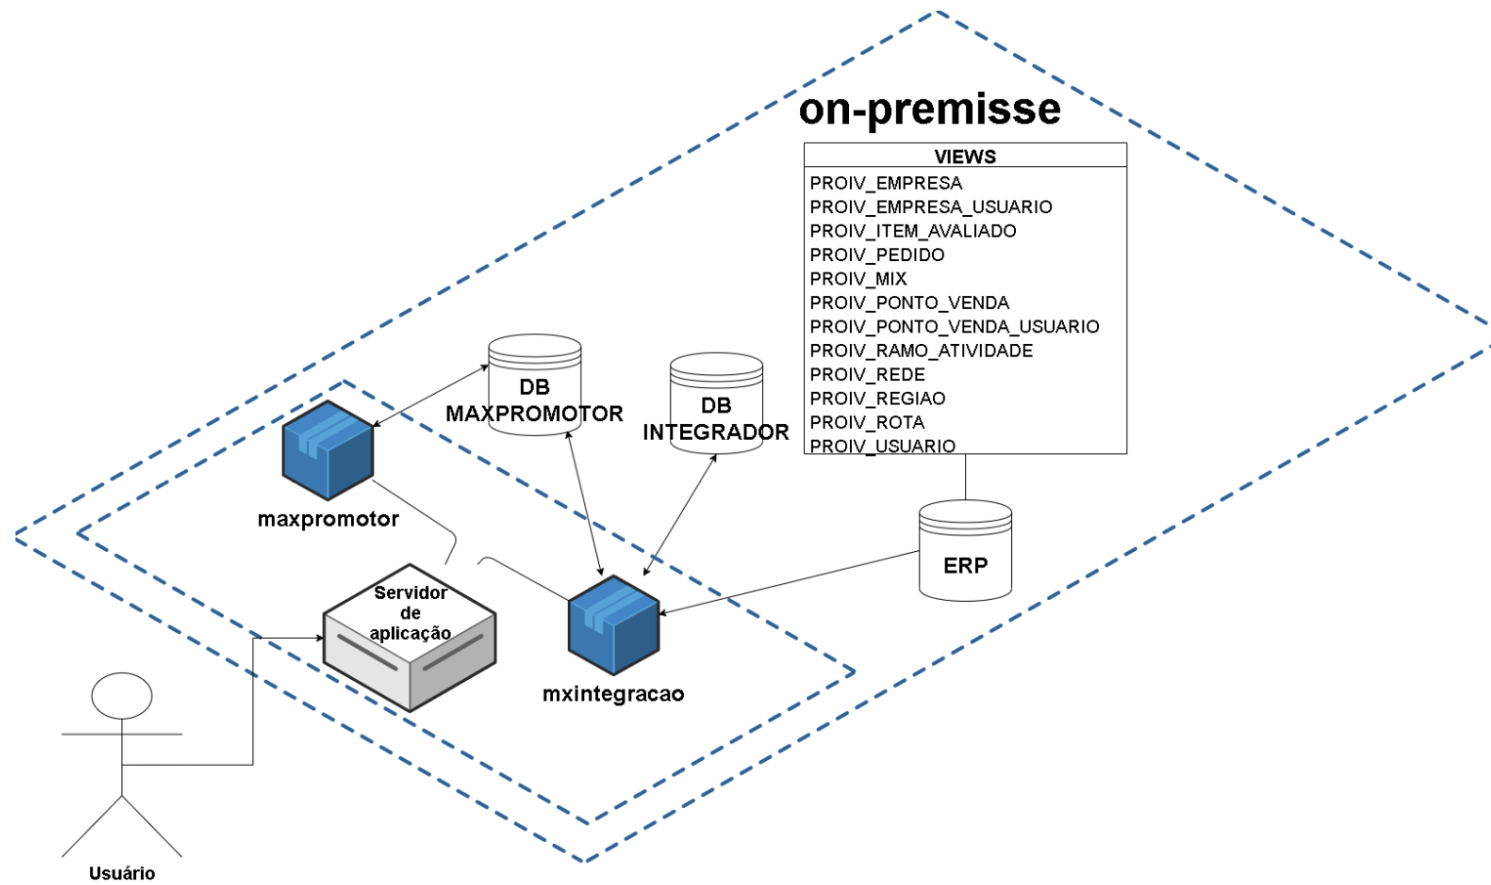 on-premisse
VIEWS
PROIV_EMPRESA
PROIV_EMPRESA_USUARIO
PROIV_ITEM_AVALIADO
PROIV_PEDIDO
PROIV_MIX
PROIV_PONTO_VENDA
PROIV_PONTO_VENDA_USUARIO
PROIV_RAMO_ATIVIDADE
PROIV_REDE
PROIV_REGIAO
PROIV_ROTA
PROIV_USUARIO
DB
MAXPROMOTOR
DB
INTEGRADOR
maxpromotor
ERP
Servidor
de
aplicação
mxintegracao
Usuário